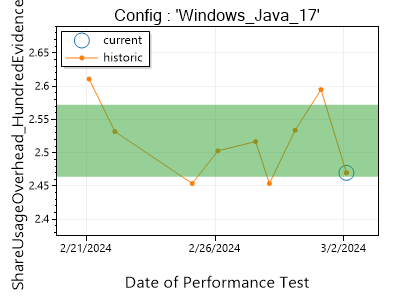 Config : 'Windows_Java_17'
current
historic
ShareUsageOverhead_HundredEvidence
2.65
2.6
2.55
2.5
2.45
2.4
2/21/2024
2/26/2024
3/2/2024
Date of Performance Test